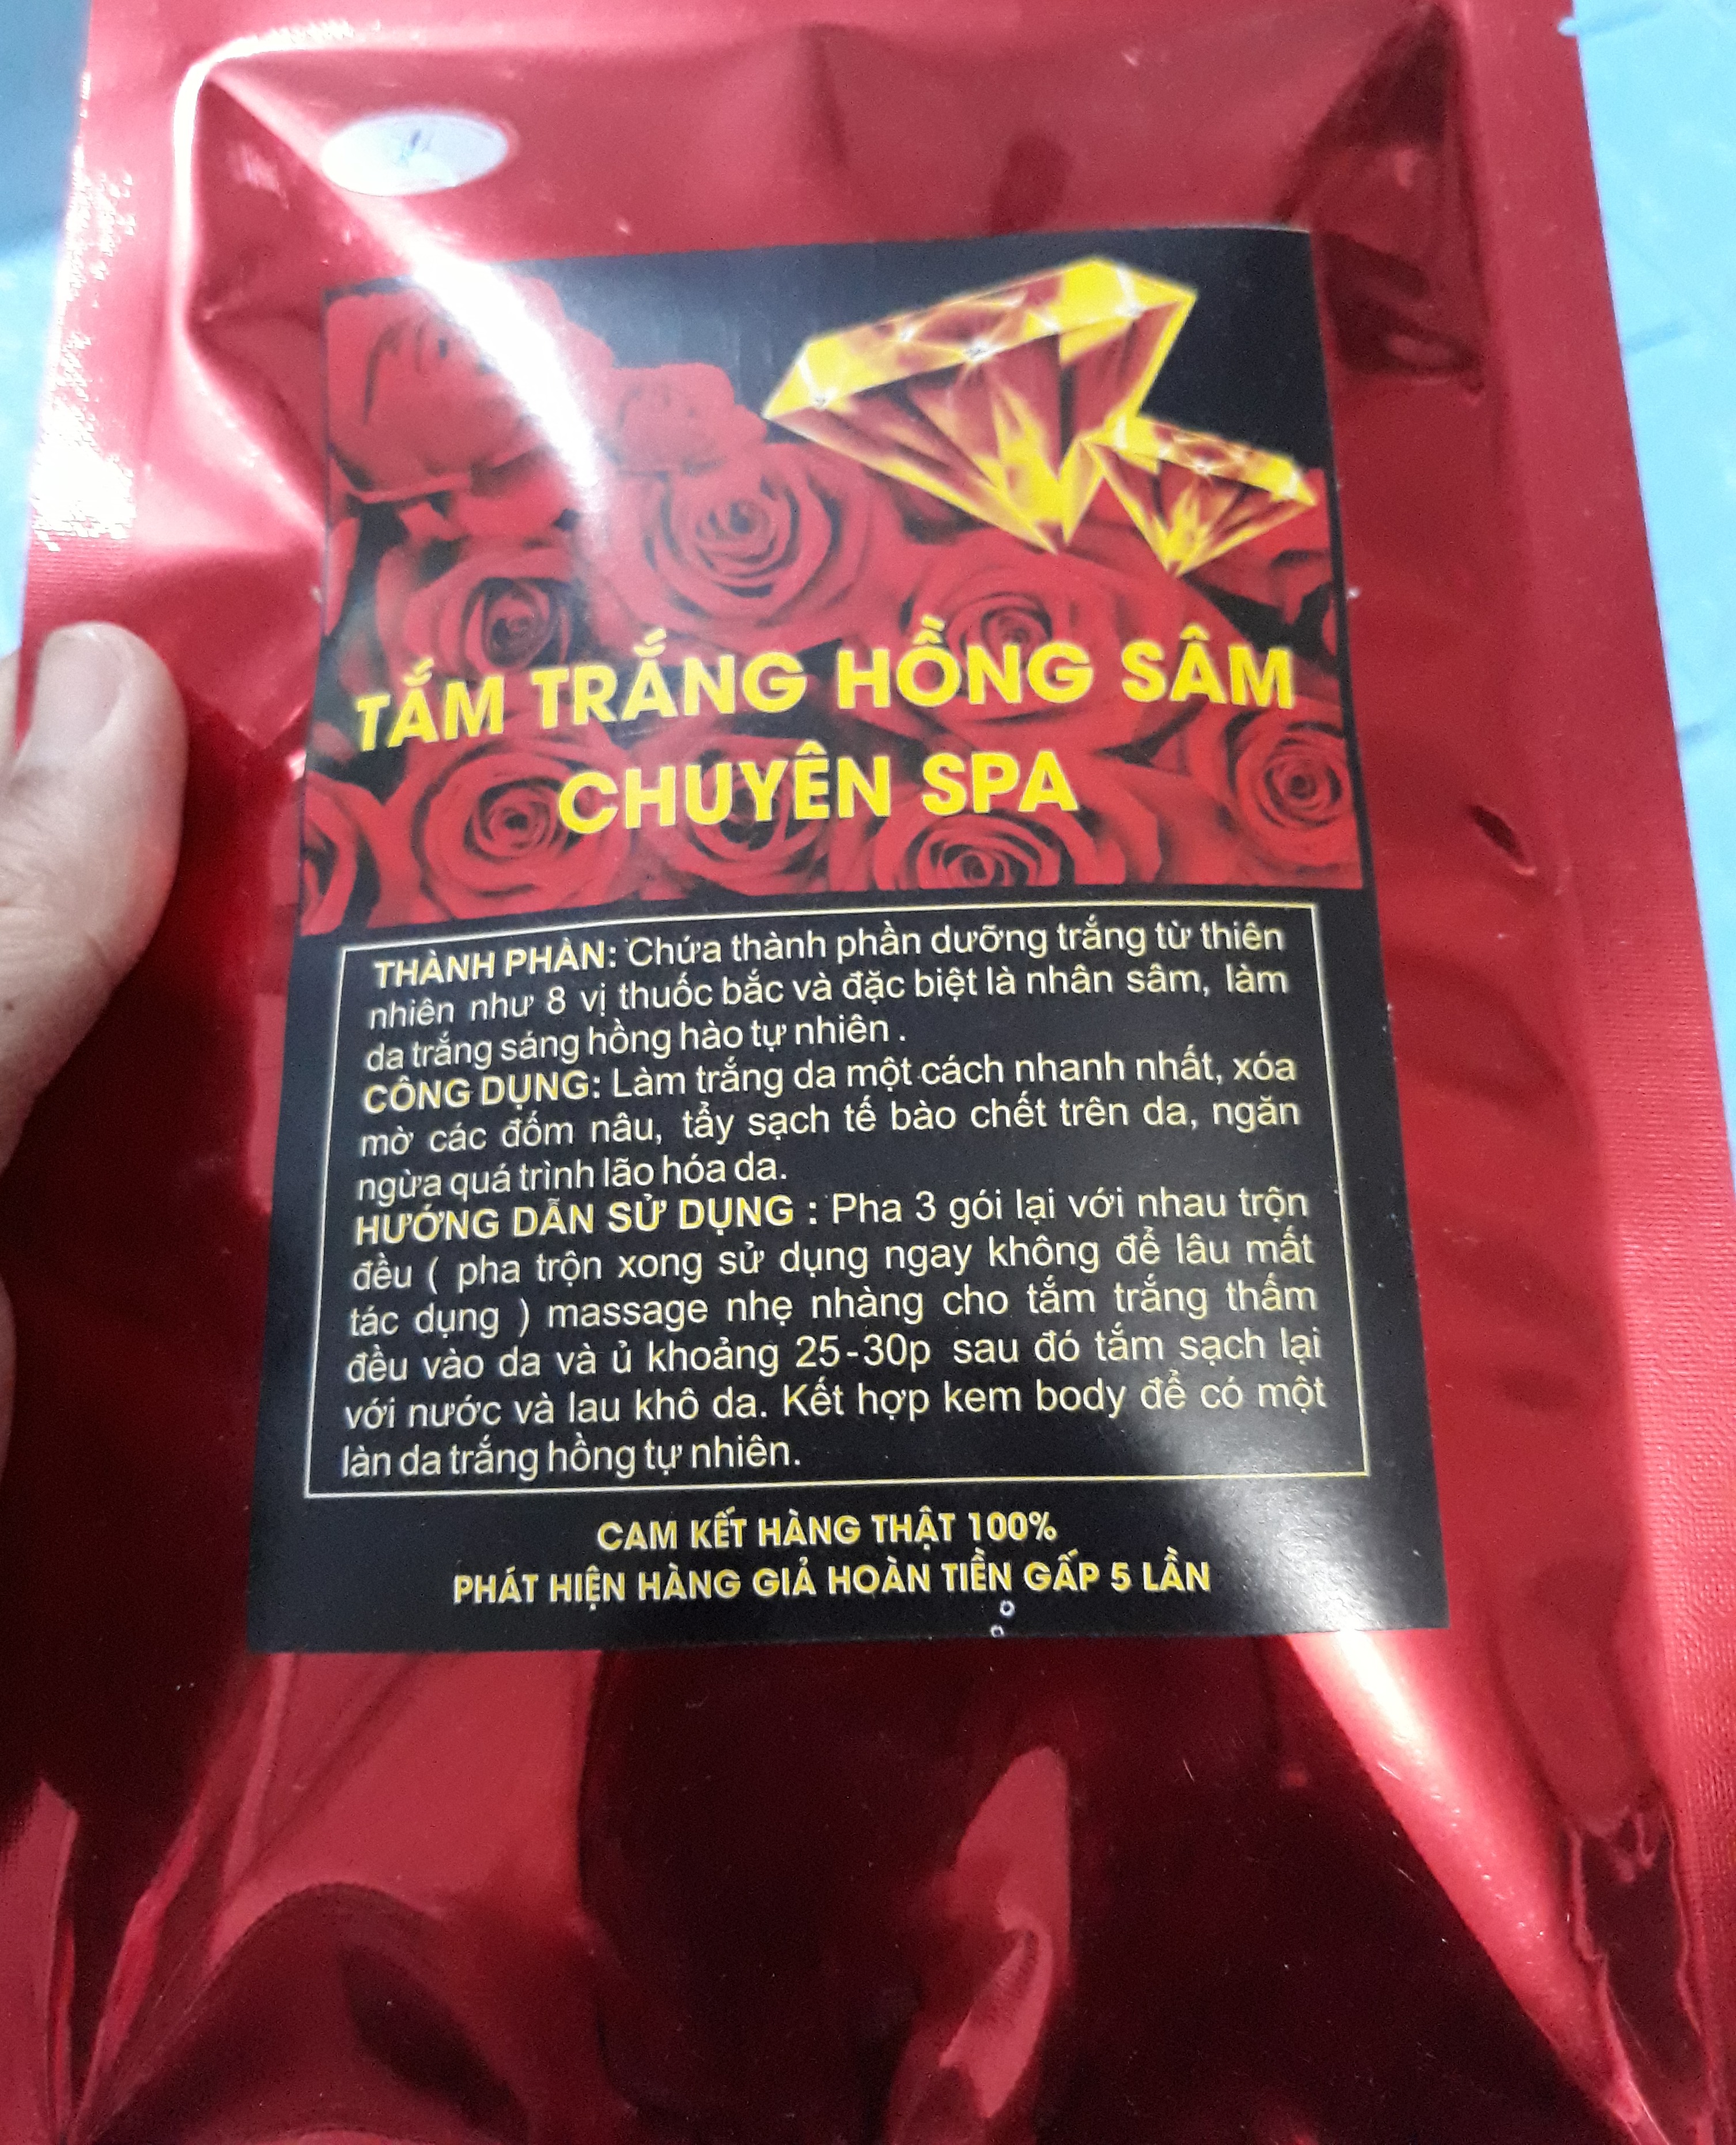 TẮM TRẮNG HỒNG SÂM
CHUYÊN SPA
THÀNH PHẦN: Chứa thành phần dưỡng trắng từ thiên
nhiên như 8 vị thuốc bắc và đặc biệt là nhân sâm, làm
da trắng sáng hồng hào tự nhiên .
CÔNG DỤNG: Làm trắng da một cách nhanh nhất, xóa
mờ các đốm nâu, tẩy sạch tế bào chết trên da, ngăn
ngừa quá trình lão hóa da.
HƯỚNG DẪN SỬ DỤNG : Pha 3 gói lại với nhau trộn
đều ( pha trộn xong sử dụng ngay không để lâu mất
tác dụng ) massage nhẹ nhàng cho tắm trắng thấm
đều vào da và ủ khoảng 25-30p sau đó tắm sạch lại
với nước và lau khô da. Kết hợp kem body để có một
làn da trắng hồng tự nhiên.
CAM KẾT HÀNG THẬT 100%
PHÁT HIỆN HÀNG GIẢ HOÀN TIỀN GẤP 5 LẦN